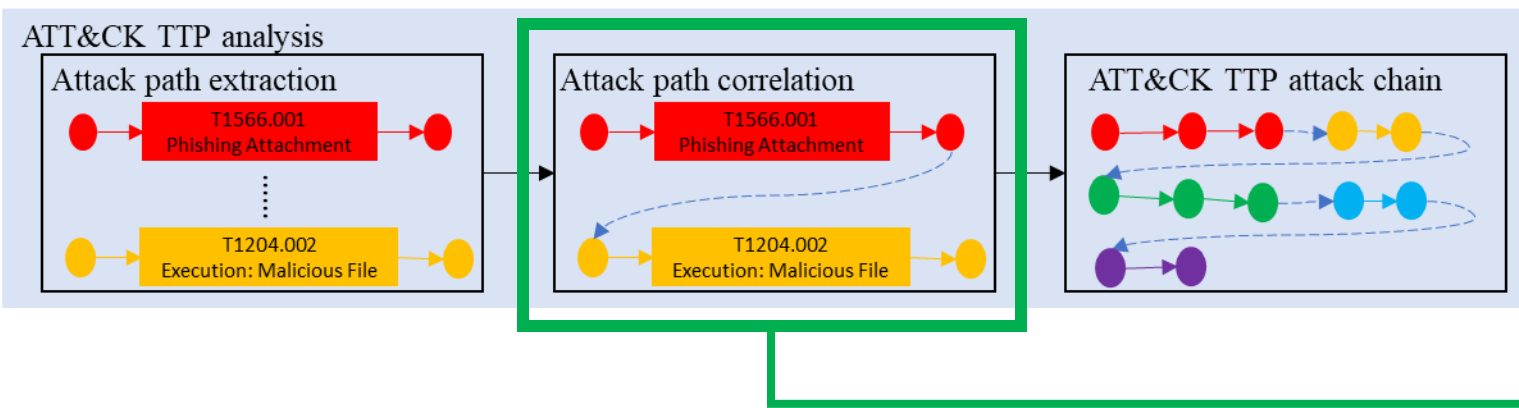 ATT&CK TTP analysis
Attack path extraction
T1566.001
Phishing Attachment
T1204.002
Execution: Malicious File
Attack path correlation
T1566.001
Phishing Attachment
T1204.002
Execution: Malicious File
ATT&CK TTP attack chain